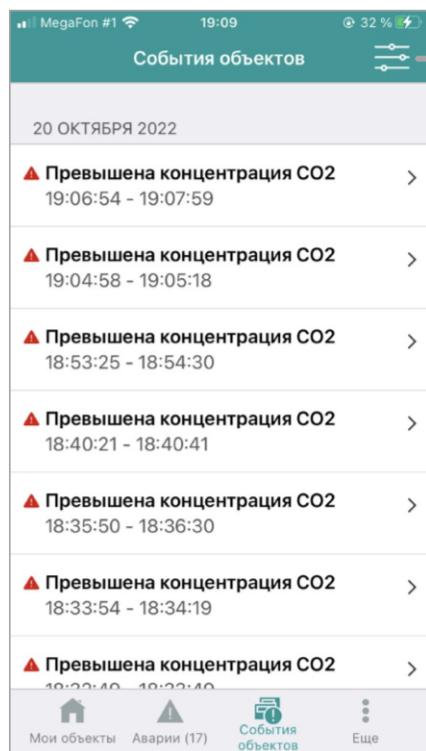 MegaFon #1 19:09 32 %
События объектов
20 ОКТЯБРЯ 2022
Превышена концентрация CO2
19:06:54 - 19:07:59
Превышена концентрация CO2
19:04:58 - 19:05:18
Превышена концентрация CO2
18:53:25 - 18:54:30
Превышена концентрация CO2
18:40:21 - 18:40:41
Превышена концентрация CO2
18:35:50 - 18:36:30
Превышена концентрация CO2
18:33:54 - 18:34:19
Превышена концентрация CO2
Мои объекты Аварии (17) События объектов Еще